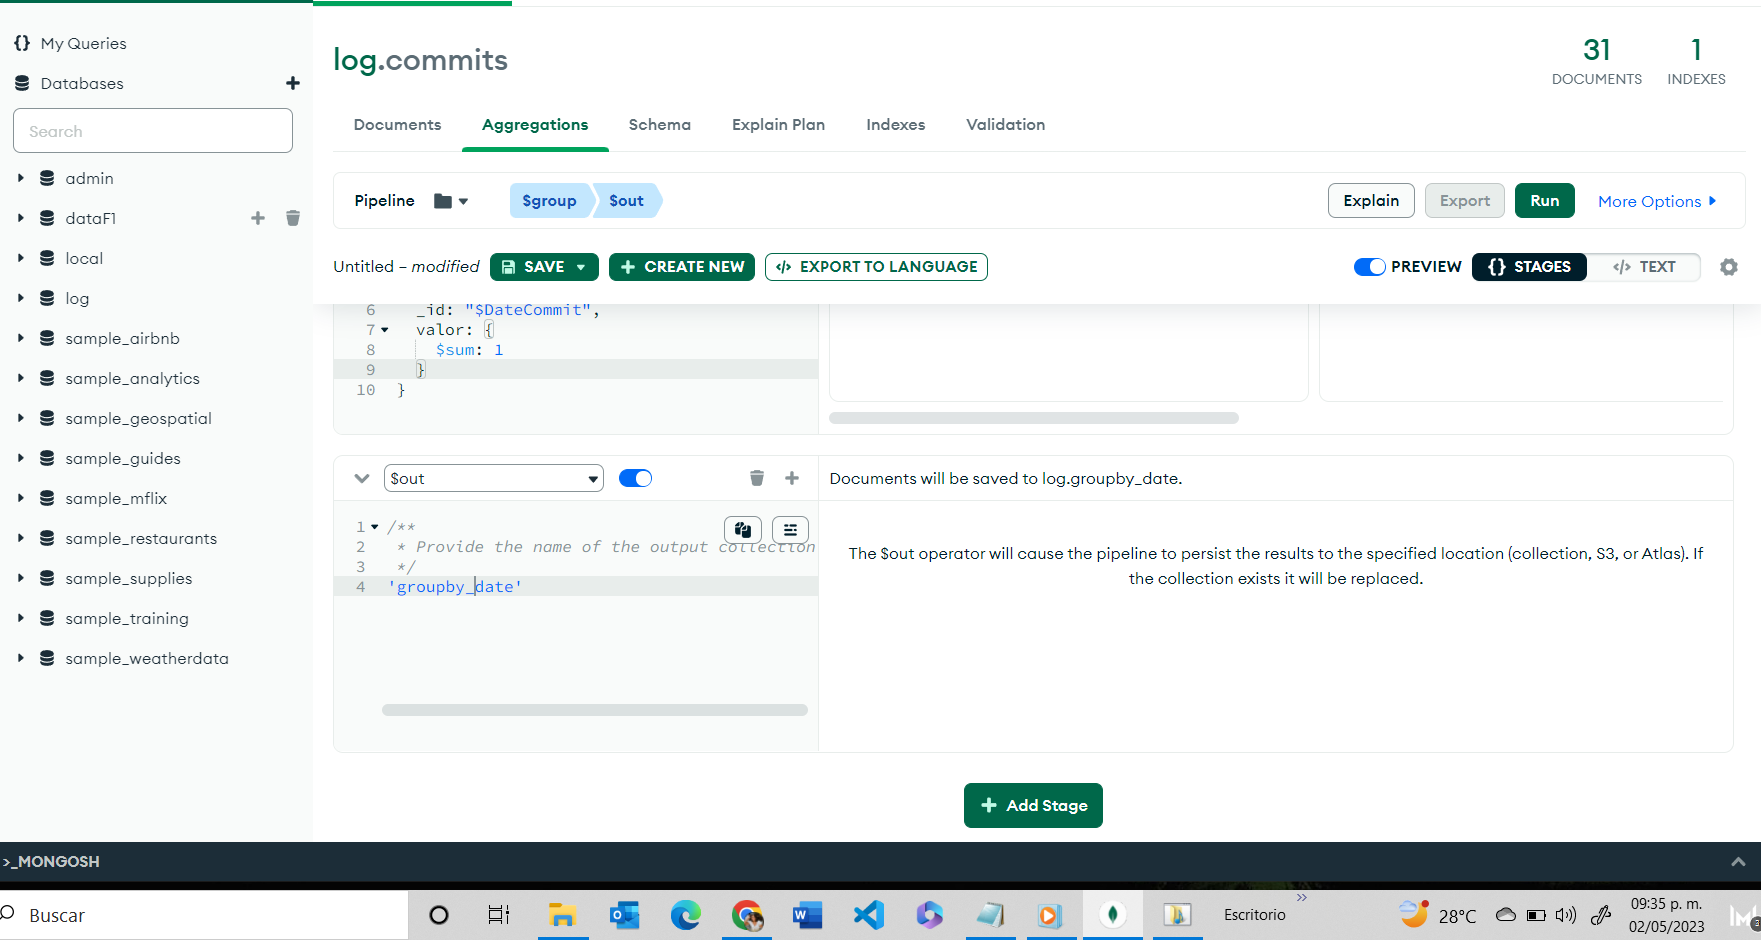 My Queries
Databases
Search
admin
dataF1
local
log
sample_airbnb
sample_analytics
sample_geospatial
sample_guides
sample_mflix
sample_restaurants
sample_supplies
sample_training
sample_weatherdata
log.commits
31
DOCUMENTS
1
INDEXES
Documents
Aggregations
Schema
Explain Plan
Indexes
Validation
Pipeline
$group
$out
Explain
Export
Run
More Options
Untitled – modified
SAVE
CREATE NEW
</> EXPORT TO LANGUAGE
PREVIEW
{} STAGES
</> TEXT
6 _id: "$DateCommit",
7 valor: {
8 $sum: 1
9 }
10 }
$out
Documents will be saved to log.groupby_date.
1 /**
2 * Provide the name of the output collection
3 */
4 'groupby_date'
The $out operator will cause the pipeline to persist the results to the specified location (collection, S3, or Atlas). If
the collection exists it will be replaced.
+ Add Stage
>_MONGOSH
Buscar
Escritorio
28°C
09:35 p. m.
02/05/2023